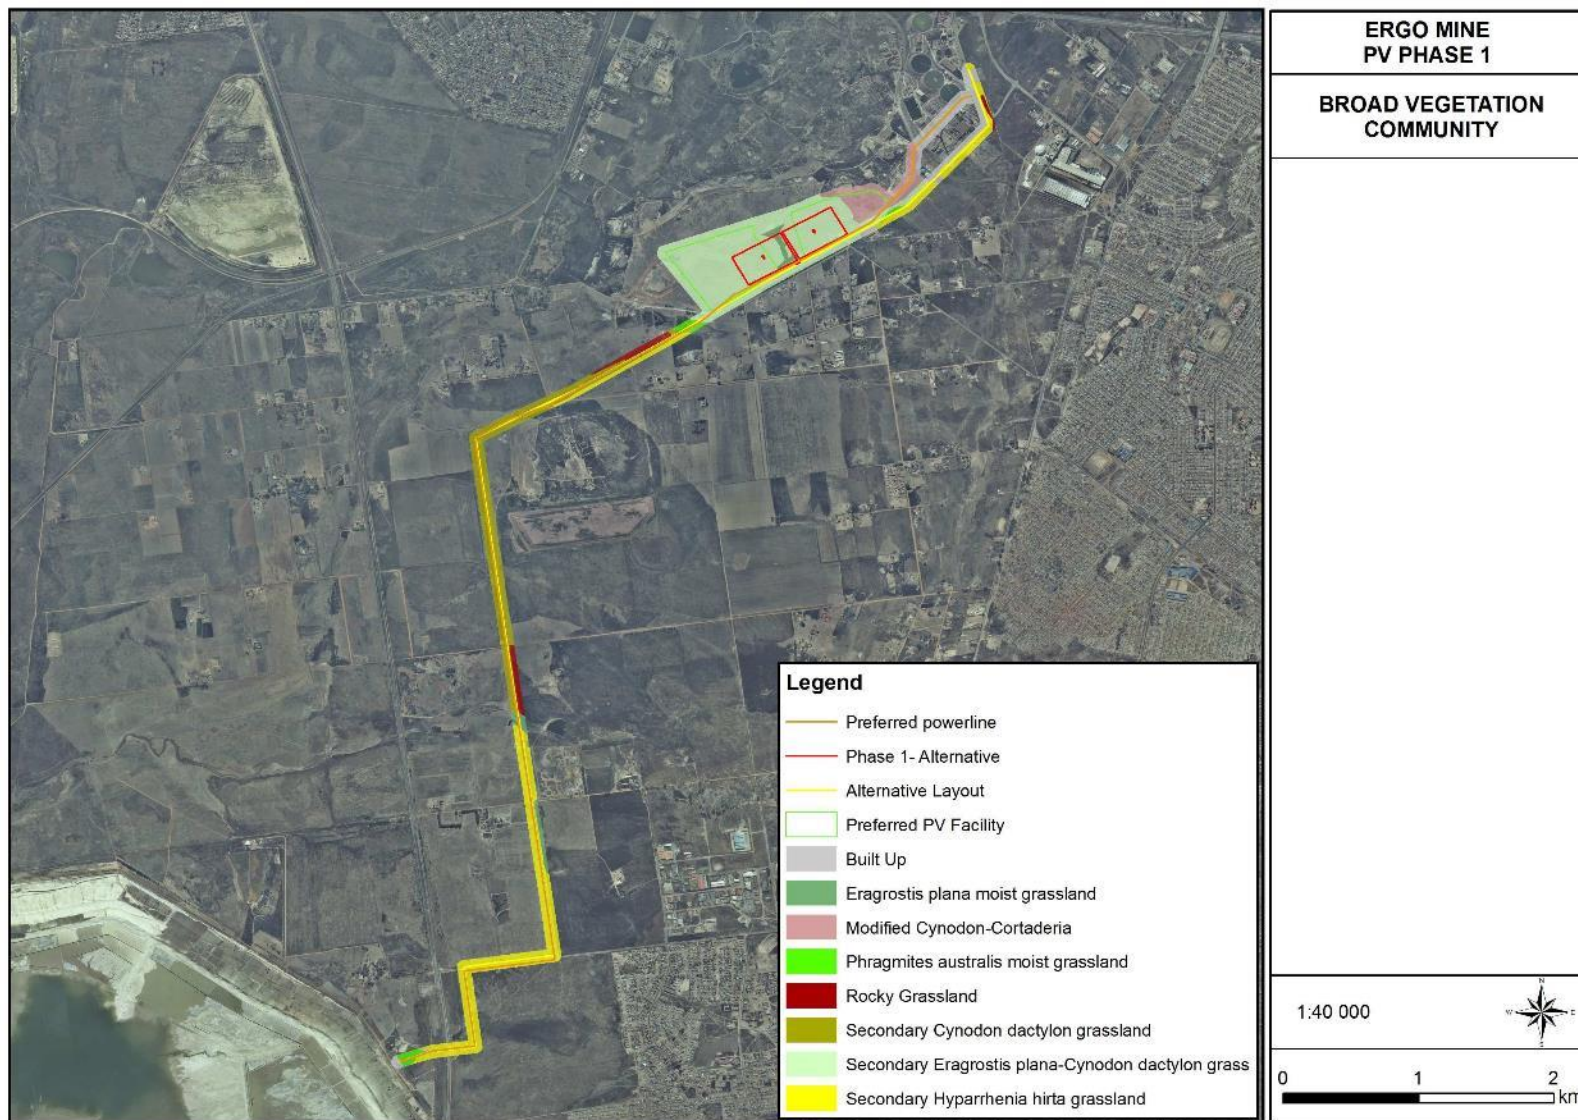 ERGO MINE
PV PHASE 1
BROAD VEGETATION
COMMUNITY
Legend
Preferred powerline
Phase 1- Alternative
Alternative Layout
Preferred PV Facility
Built Up
Eragrostis plana moist grassland
Modified Cynodon-Cortaderia
Phragmites australis moist grassland
Rocky Grassland
Secondary Cynodon dactylon grassland
Secondary Eragrostis plana-Cynodon dactylon grass
Secondary Hyparrhenia hirta grassland
1:40 000
N
W E
S
0 1 2
km